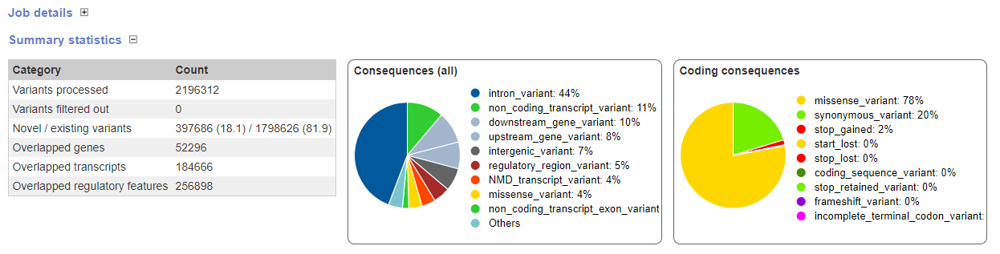 Job details
Summary statistics
Category Count
Variants processed 2196312
Variants filtered out 0
Novel / existing variants 397686 (18.1) / 1798626 (81.9)
Overlapped genes 52296
Overlapped transcripts 184666
Overlapped regulatory features 256898
Consequences (all)
intron_variant: 44%
non_coding_transcript_variant: 11%
downstream_gene_variant: 10%
upstream_gene_variant: 8%
intergenic_variant: 7%
regulatory_region_variant: 5%
NMD_transcript_variant: 4%
missense_variant: 4%
non_coding_transcript_exon_variant
Others
Coding consequences
missense_variant: 78%
synonymous_variant: 20%
stop_gained: 2%
start_lost: 0%
stop_lost: 0%
coding_sequence_variant: 0%
stop_retained_variant: 0%
frameshift_variant: 0%
incomplete_terminal_codon_variant: